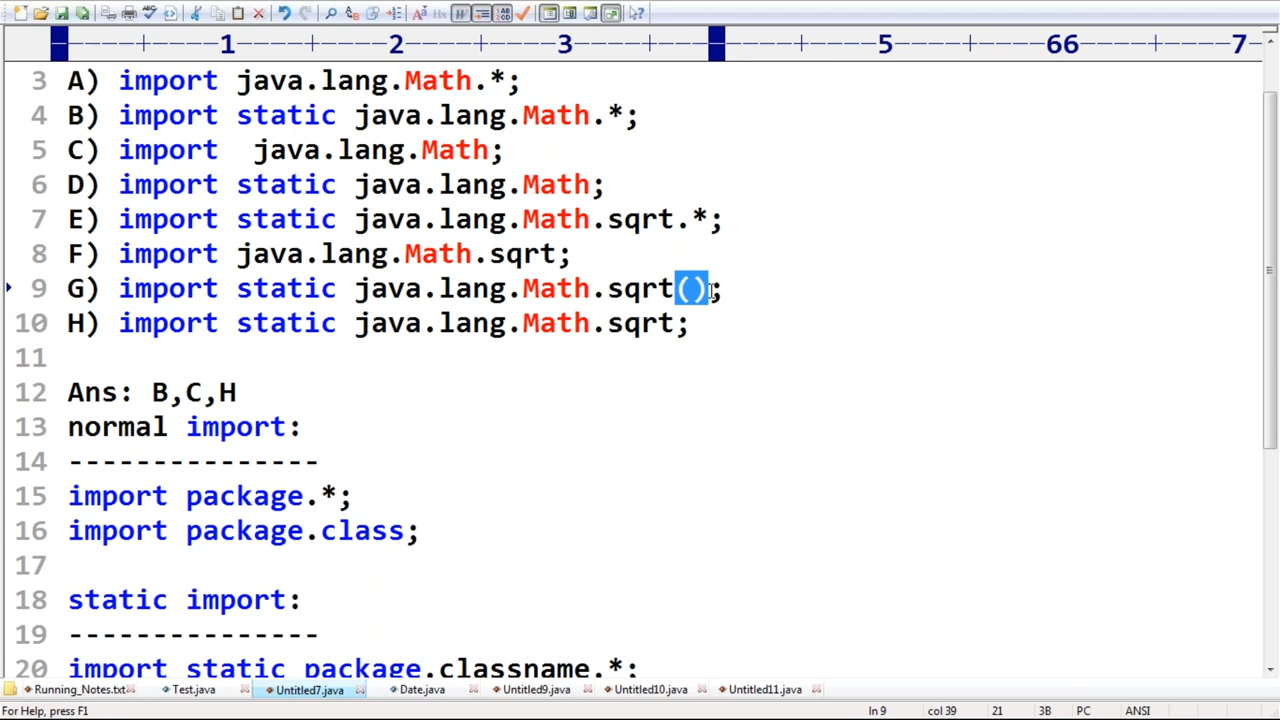 1 2 3 5 66 7
3 A) import java.lang.Math.*;
4 B) import static java.lang.Math.*;
5 C) import  java.lang.Math;
6 D) import static java.lang.Math;
7 E) import static java.lang.Math.sqrt.*;
8 F) import java.lang.Math.sqrt;
9 G) import static java.lang.Math.sqrt();
10 H) import static java.lang.Math.sqrt;
11
12 Ans: B,C,H
13 normal import:
14 ---------------
15 import package.*;
16 import package.class;
17
18 static import:
19 ---------------
20 import static package.classname.*;
Running_Notes.txt Test.java Untitled7.java Date.java Untitled9.java Untitled10.java Untitled11.java
For Help, press F1 ln 9 col 39 21 3B PC ANSI